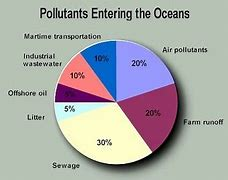 Pollutants Entering the Oceans
Martime transportation
Industrial
wastewater
Air pollutants
10%
20%
10%
Offshore oil
Litter
5%
20%
Farm runoff
30%
Sewage